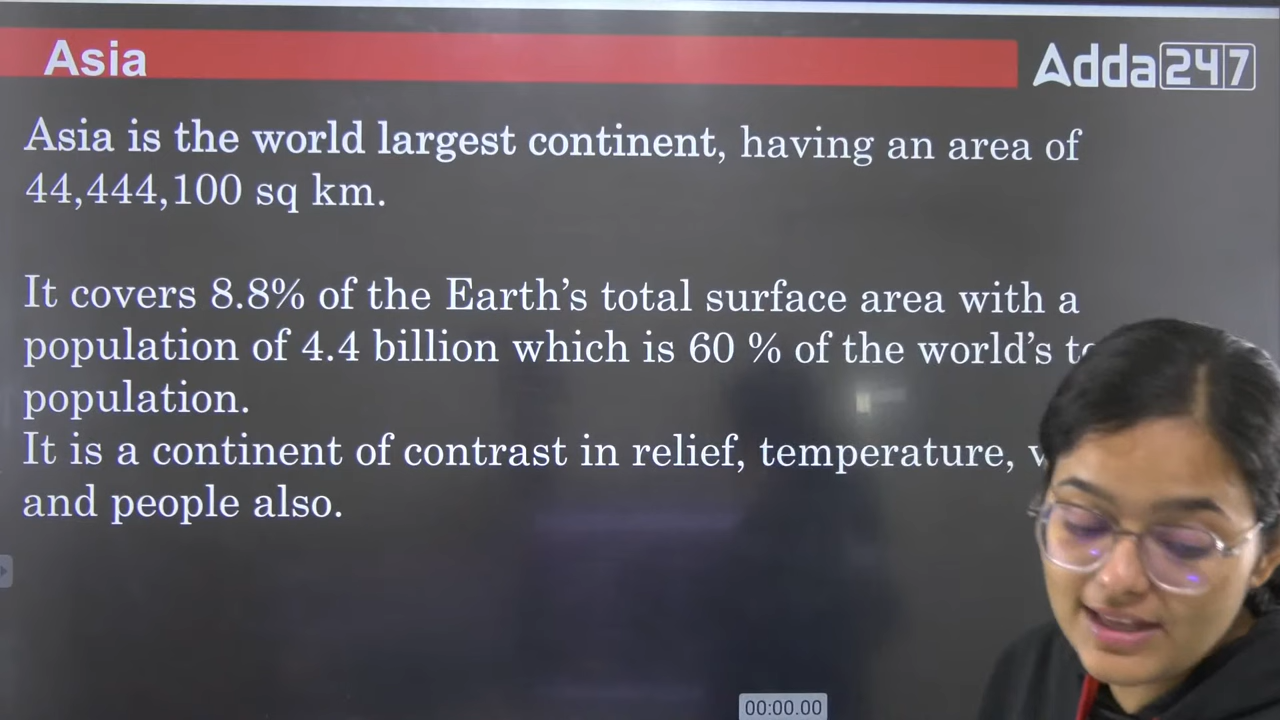 Asia
Adda247
Asia is the world largest continent, having an area of
44,444,100 sq km.
It covers 8.8% of the Earth's total surface area with a
population of 4.4 billion which is 60 % of the world's
population.
It is a continent of contrast in relief, temperature,
and people also.
00:00.00